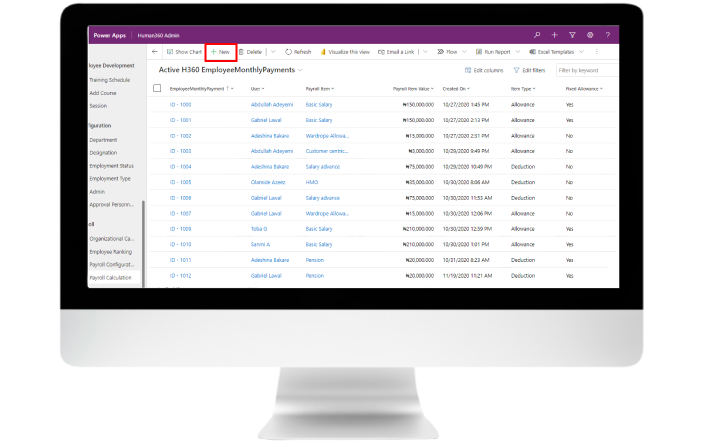 Power Apps | Human360 Admin
Show Chart + New Delete Refresh Visualize this view Email a Link Flow Run Report Excel Templates
Active H360 EmployeeMonthlyPayments
Edit columns Edit filters Filter by keyword
EmployeeMonthlyPayment User Payroll Item Payroll Item Value Created On Item Type Fixed Allowance
ID - 1000 Abdullah Adeyemi Basic Salary ₦150,000.000 10/27/2020 1:45 PM Allowance Yes
ID - 1001 Gabriel Lawal Basic Salary ₦150,000.000 10/27/2020 2:13 PM Allowance Yes
ID - 1002 Adeshina Bakare Wardrope Allowa... ₦15,000.000 10/27/2020 2:31 PM Allowance No
ID - 1003 Abdullah Adeyemi Customer centric... ₦3,000.000 10/29/2020 9:49 PM Allowance No
ID - 1004 Adeshina Bakare Salary advance ₦75,000.000 10/29/2020 10:49 PM Deduction No
ID - 1005 Olamide Azeez HMO ₦35,000.000 10/30/2020 8:06 AM Deduction No
ID - 1006 Gabriel Lawal Salary advance ₦75,000.000 10/30/2020 11:53 AM Deduction No
ID - 1007 Gabriel Lawal Wardrope Allowa... ₦15,000.000 10/30/2020 12:06 PM Allowance No
ID - 1009 Toba O Basic Salary ₦210,000.000 10/30/2020 12:59 PM Allowance Yes
ID - 1010 Sanmi A Basic Salary ₦210,000.000 10/30/2020 1:01 PM Allowance Yes
ID - 1011 Adeshina Bakare Pension ₦20,000.000 10/31/2020 8:23 AM Deduction Yes
ID - 1012 Gabriel Lawal Pension ₦20,000.000 11/19/2020 11:21 AM Deduction Yes
loyee Development
Training Schedule
Add Course
Session
figuration
Department
Designation
Employment Status
Employment Type
Admin
Approval Personn...
oll
Organizational Ca...
Employee Ranking
Payroll Configurat...
Payroll Calculation